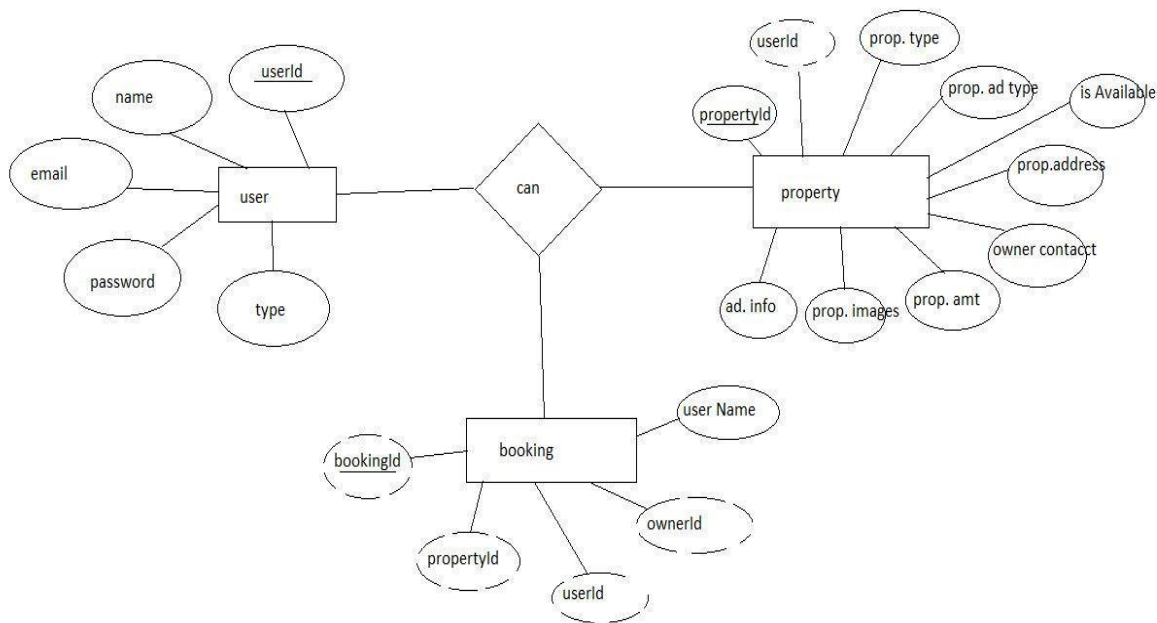 userId
prop. type
userId
name
prop. ad type
is Available
propertyId
email
prop.address
user
can
property
owner contacct
password
type
ad. info
prop. images
prop. amt
user Name
booking
bookingId
ownerId
propertyId
userId